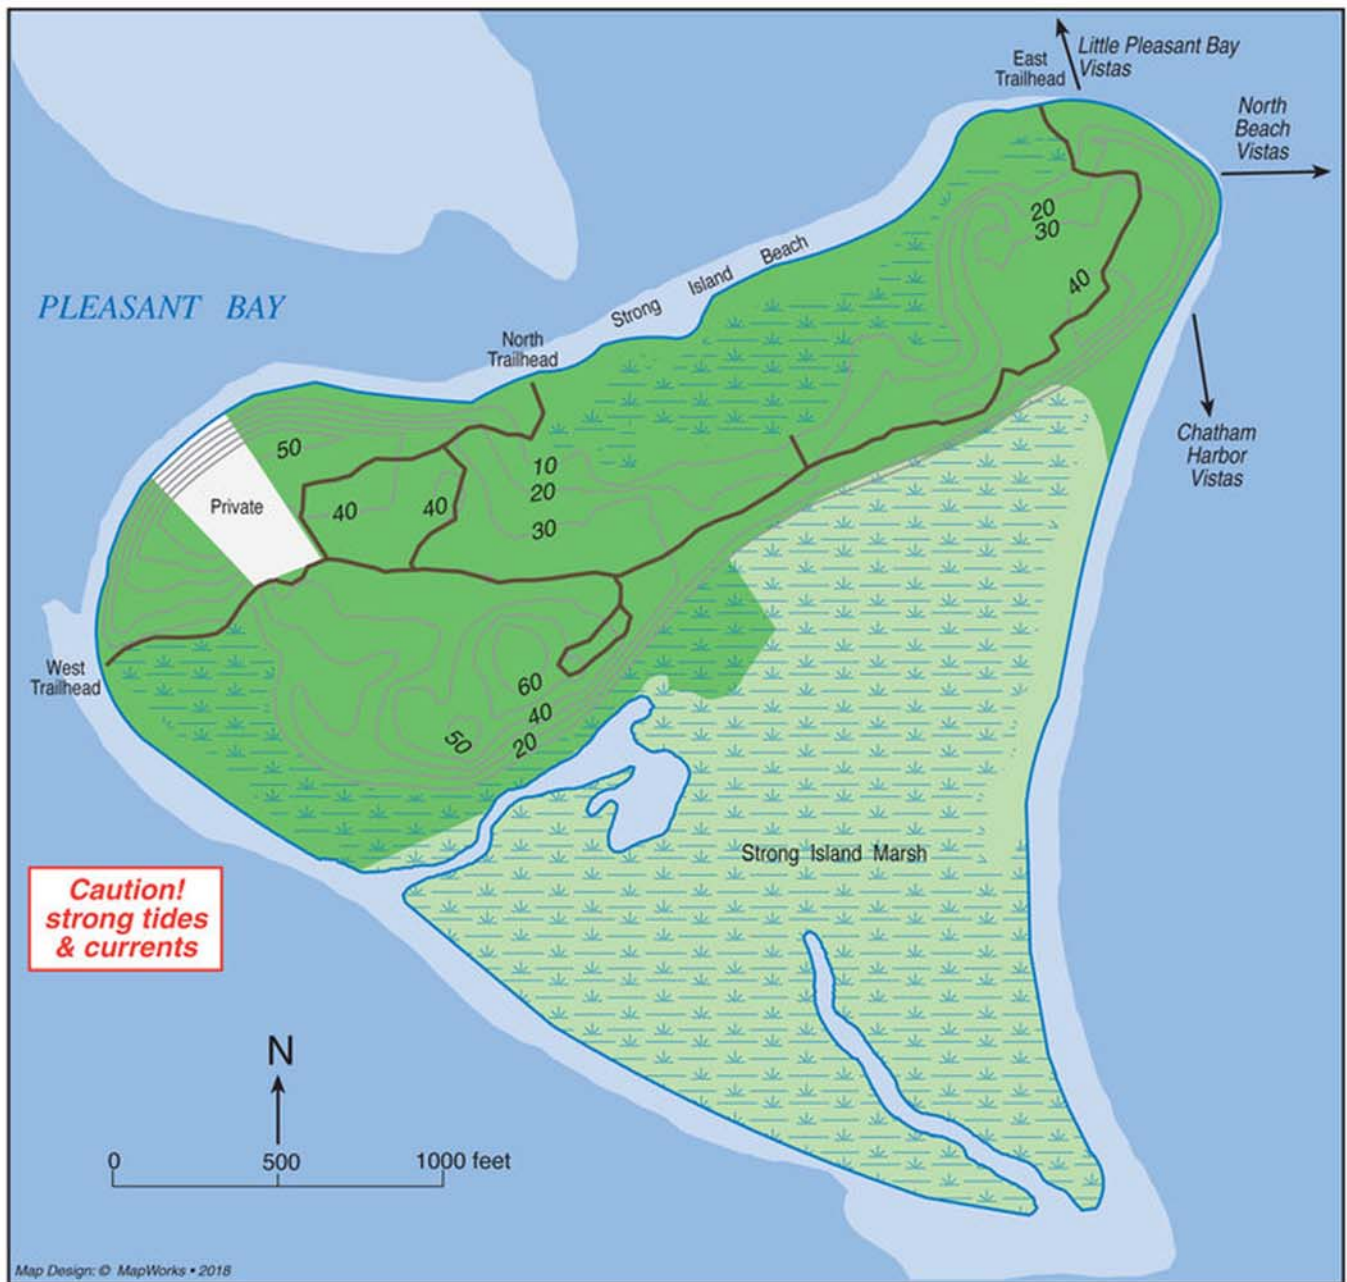 East
Trailhead
Little Pleasant Bay
Vistas
North
Beach
Vistas
20
30
40
Strong Island Beach
PLEASANT BAY
North
Trailhead
Chatham
Harbor
Vistas
50
10
20
30
40
40
Private
West
Trailhead
60
40
50
20
Strong Island Marsh
Caution!
strong tides
& currents
N
0 500 1000 feet
Map Design: © MapWorks • 2018